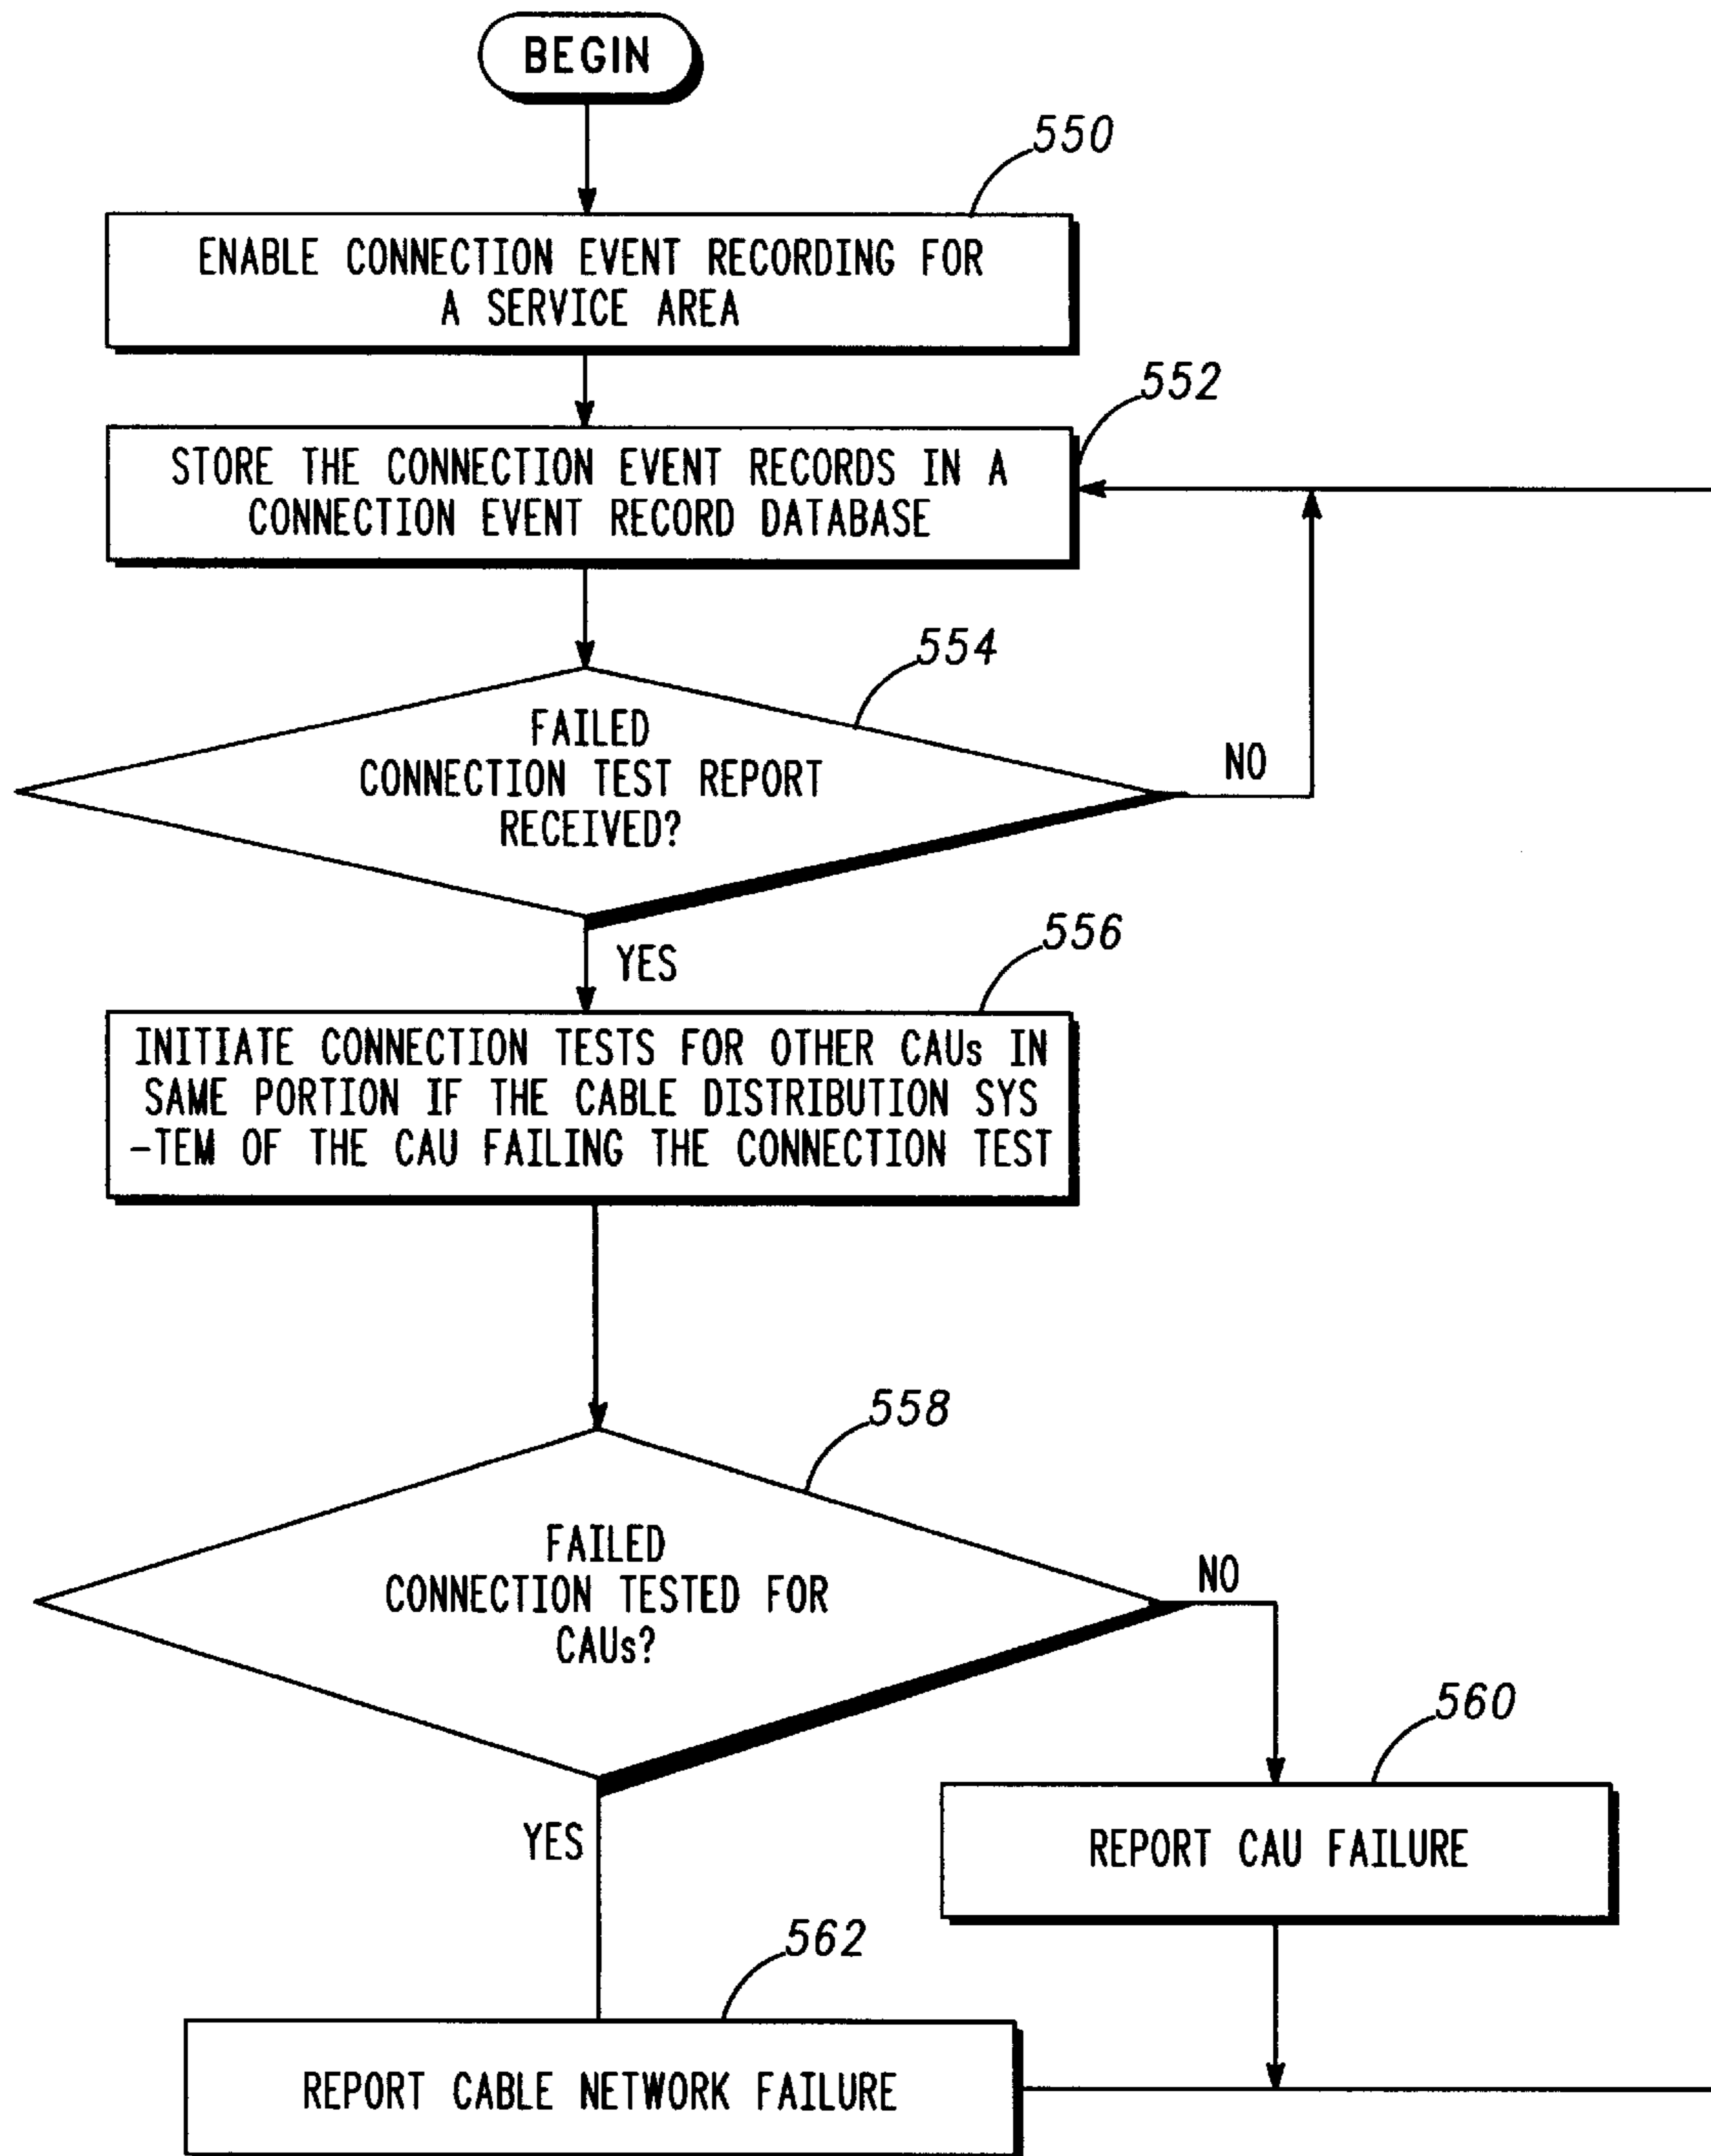 BEGIN
550
ENABLE CONNECTION EVENT RECORDING FOR
A SERVICE AREA
552
STORE THE CONNECTION EVENT RECORDS IN A
CONNECTION EVENT RECORD DATABASE
554
FAILED
CONNECTION TEST REPORT
RECEIVED?
NO
YES
556
INITIATE CONNECTION TESTS FOR OTHER CAUs IN
SAME PORTION IF THE CABLE DISTRIBUTION SYS
-TEM OF THE CAU FAILING THE CONNECTION TEST
558
FAILED
CONNECTION TESTED FOR
CAUs?
NO
YES
560
REPORT CAU FAILURE
562
REPORT CABLE NETWORK FAILURE